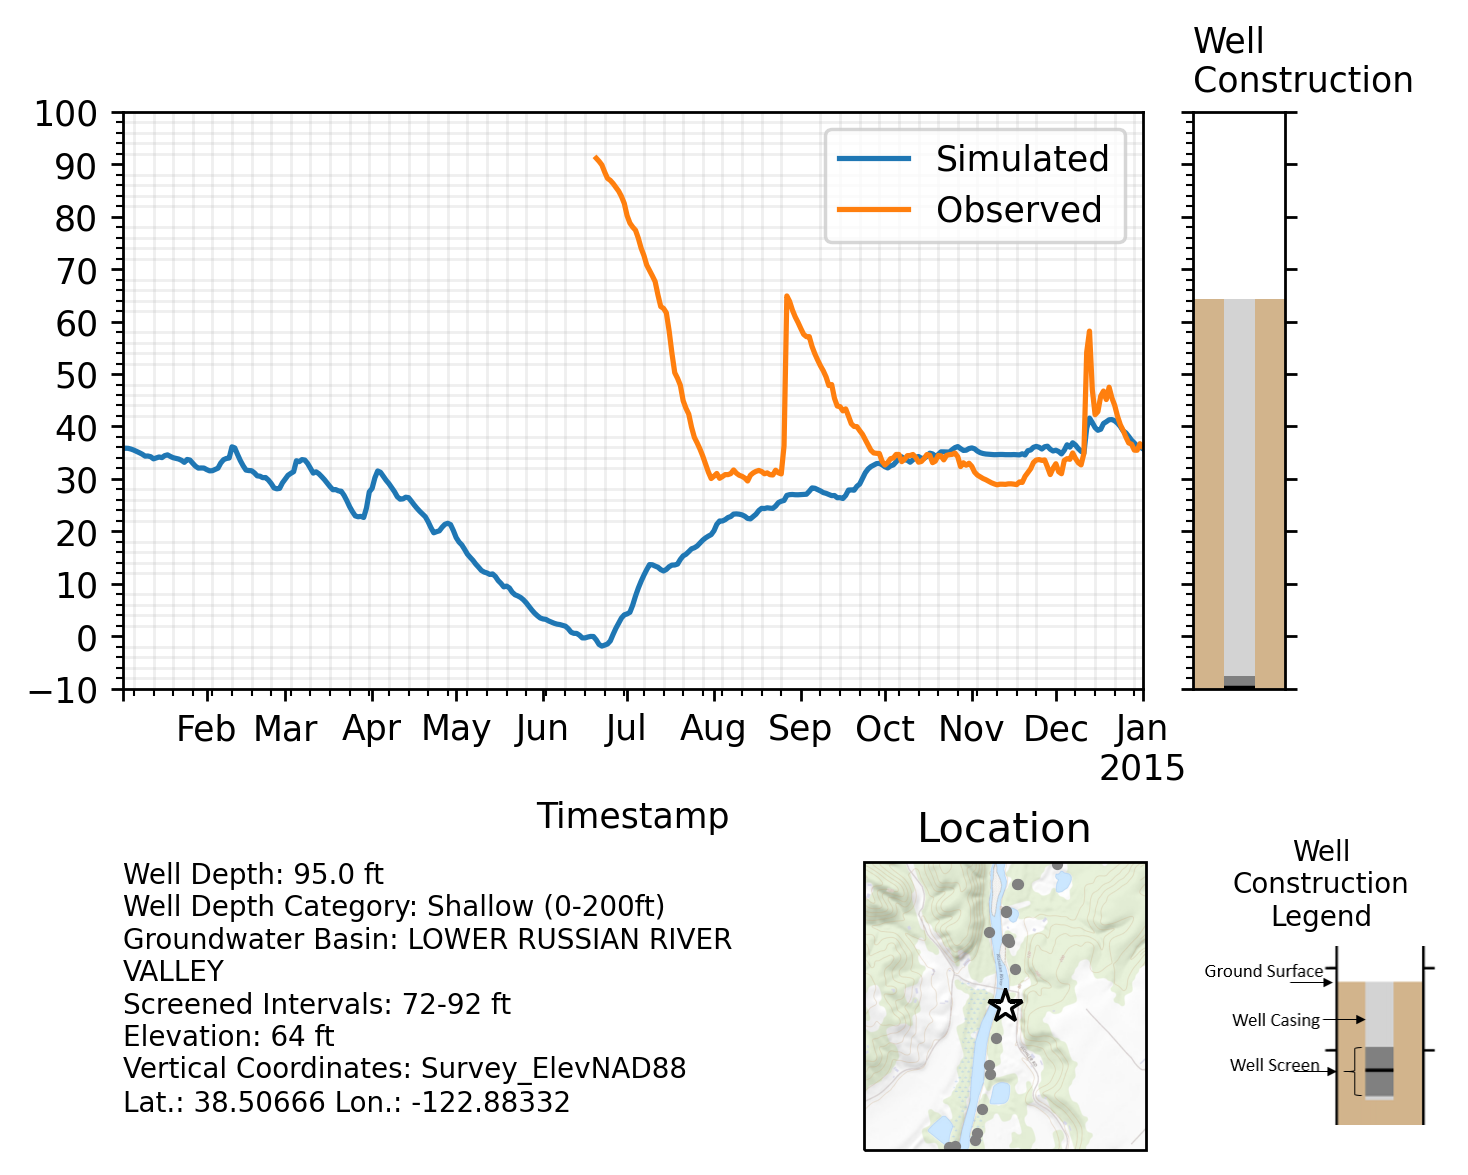 Well
Construction
100
90
80
70
60
50
40
30
20
10
0
−10
Simulated
Observed
Feb Mar Apr May Jun Jul Aug Sep Oct Nov Dec Jan
2015
Timestamp
Well Depth: 95.0 ft
Well Depth Category: Shallow (0-200ft)
Groundwater Basin: LOWER RUSSIAN RIVER
VALLEY
Screened Intervals: 72-92 ft
Elevation: 64 ft
Vertical Coordinates: Survey_ElevNAD88
Lat.: 38.50666 Lon.: -122.88332
Location
Well
Construction
Legend
Ground Surface
Well Casing
Well Screen